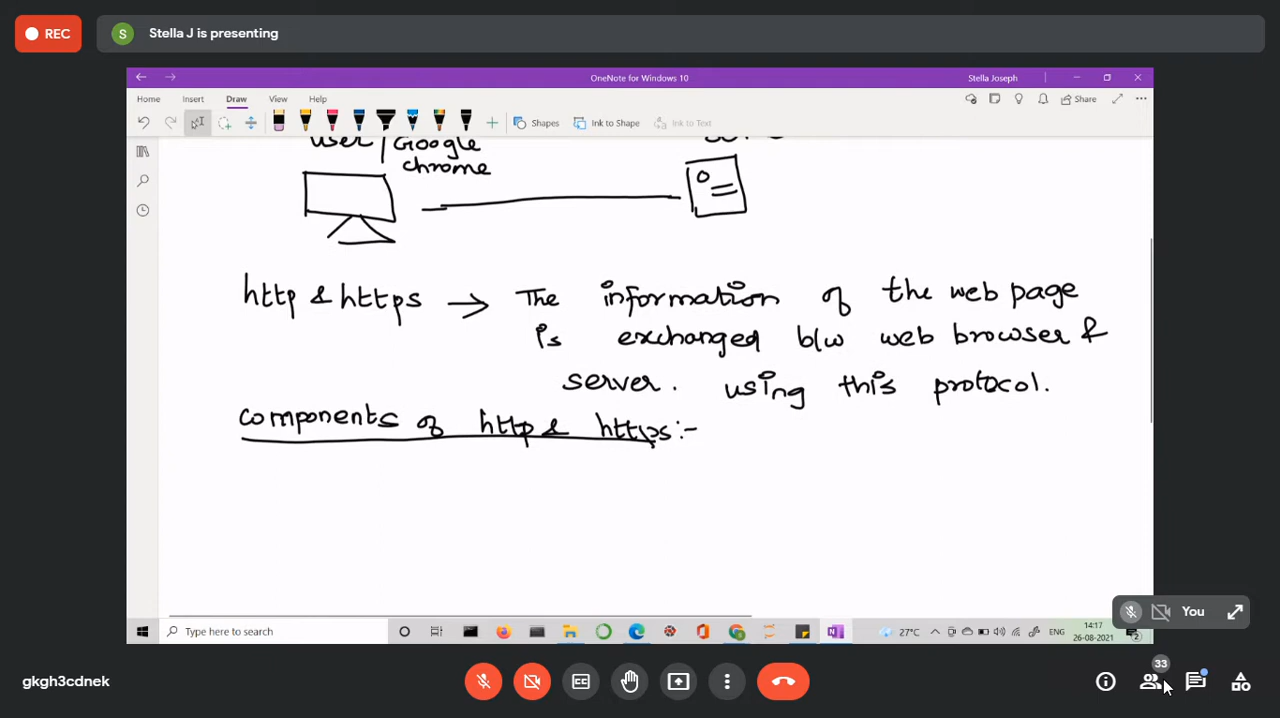 REC
S Stella J is presenting
OneNote for Windows 10
Stella Joseph
Home Insert Draw View Help
Share
Shapes Ink to Shape Ink to Text
user / Google
chrome
http & https → The information of the web page
is exchanged b/w web browser &
server. using this protocol.
components of http & https :-
You
Type here to search
27°C
ENG
14:17
26-08-2021
2
33
gkgh3cdnek